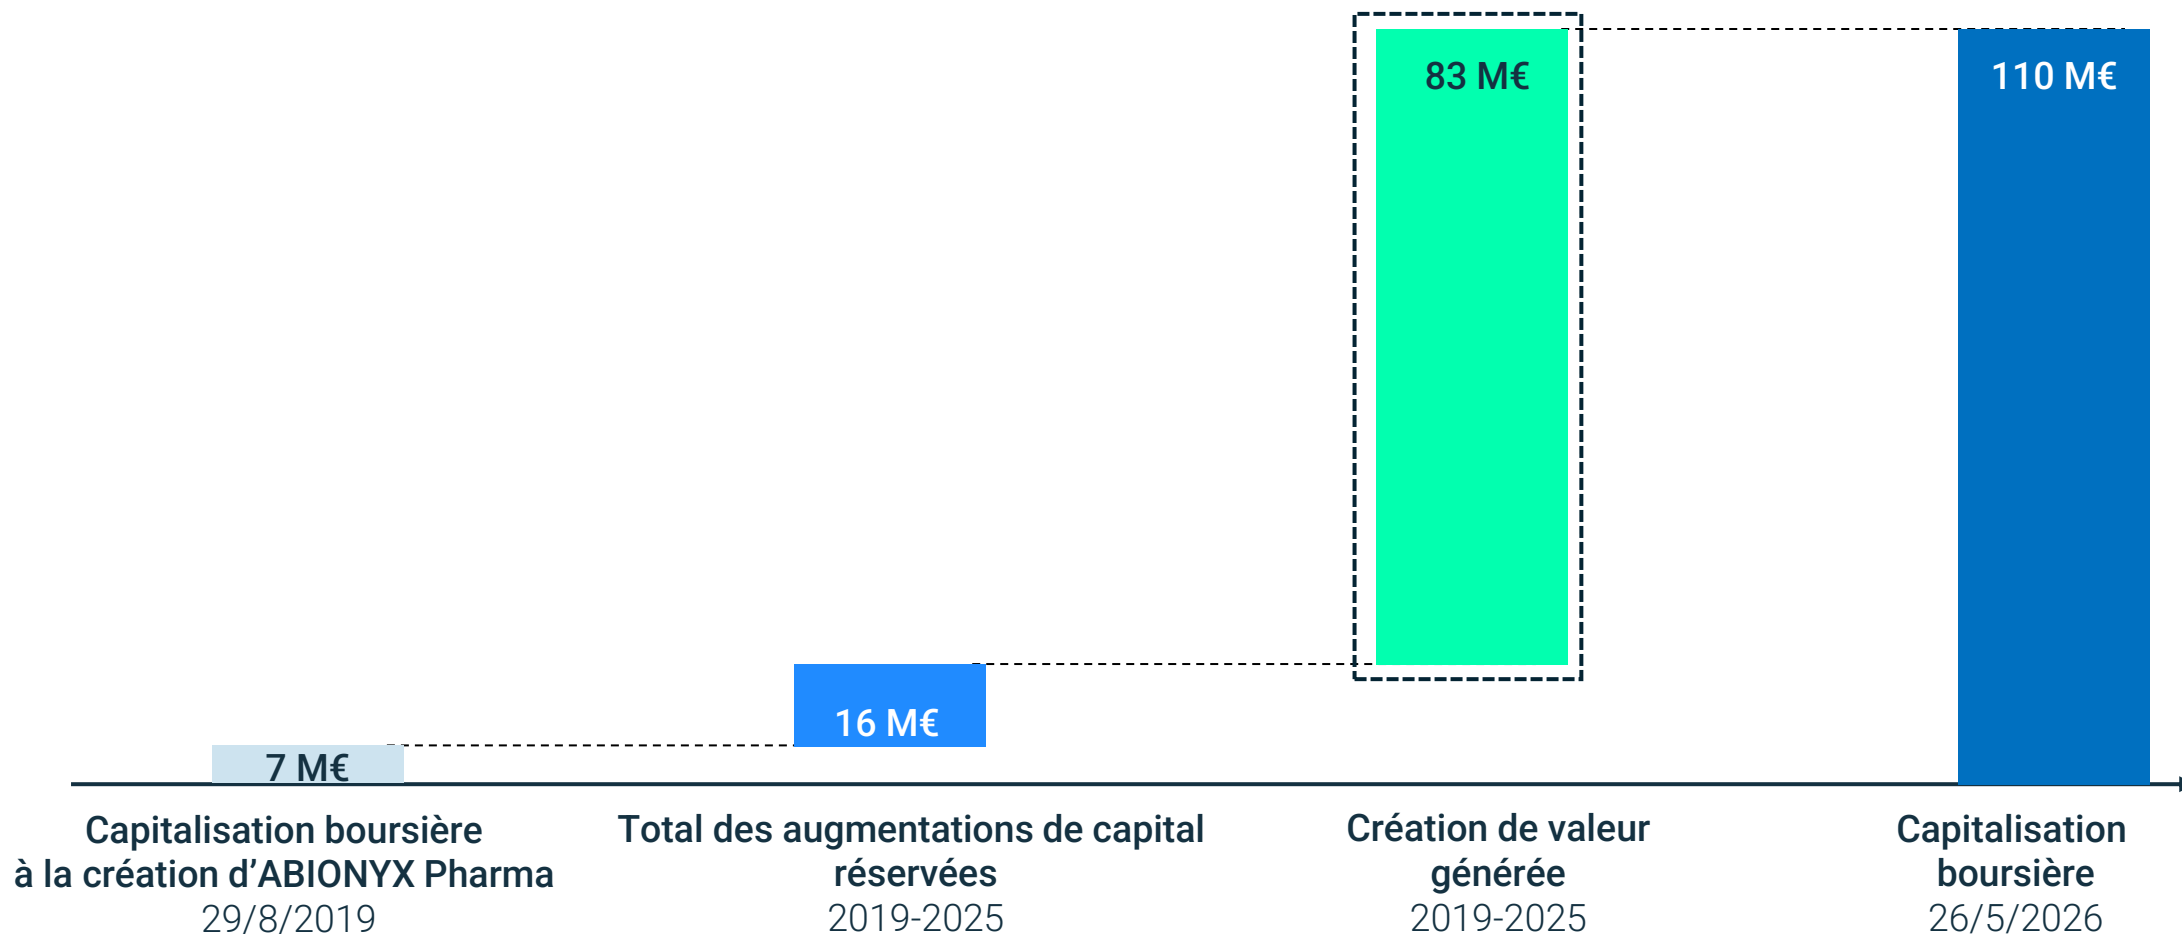 83 M€
110 M€
16 M€
7 M€
Capitalisation boursière
à la création d’ABIONYX Pharma
29/8/2019
Total des augmentations de capital
réservées
2019-2025
Création de valeur
générée
2019-2025
Capitalisation
boursière
26/5/2026